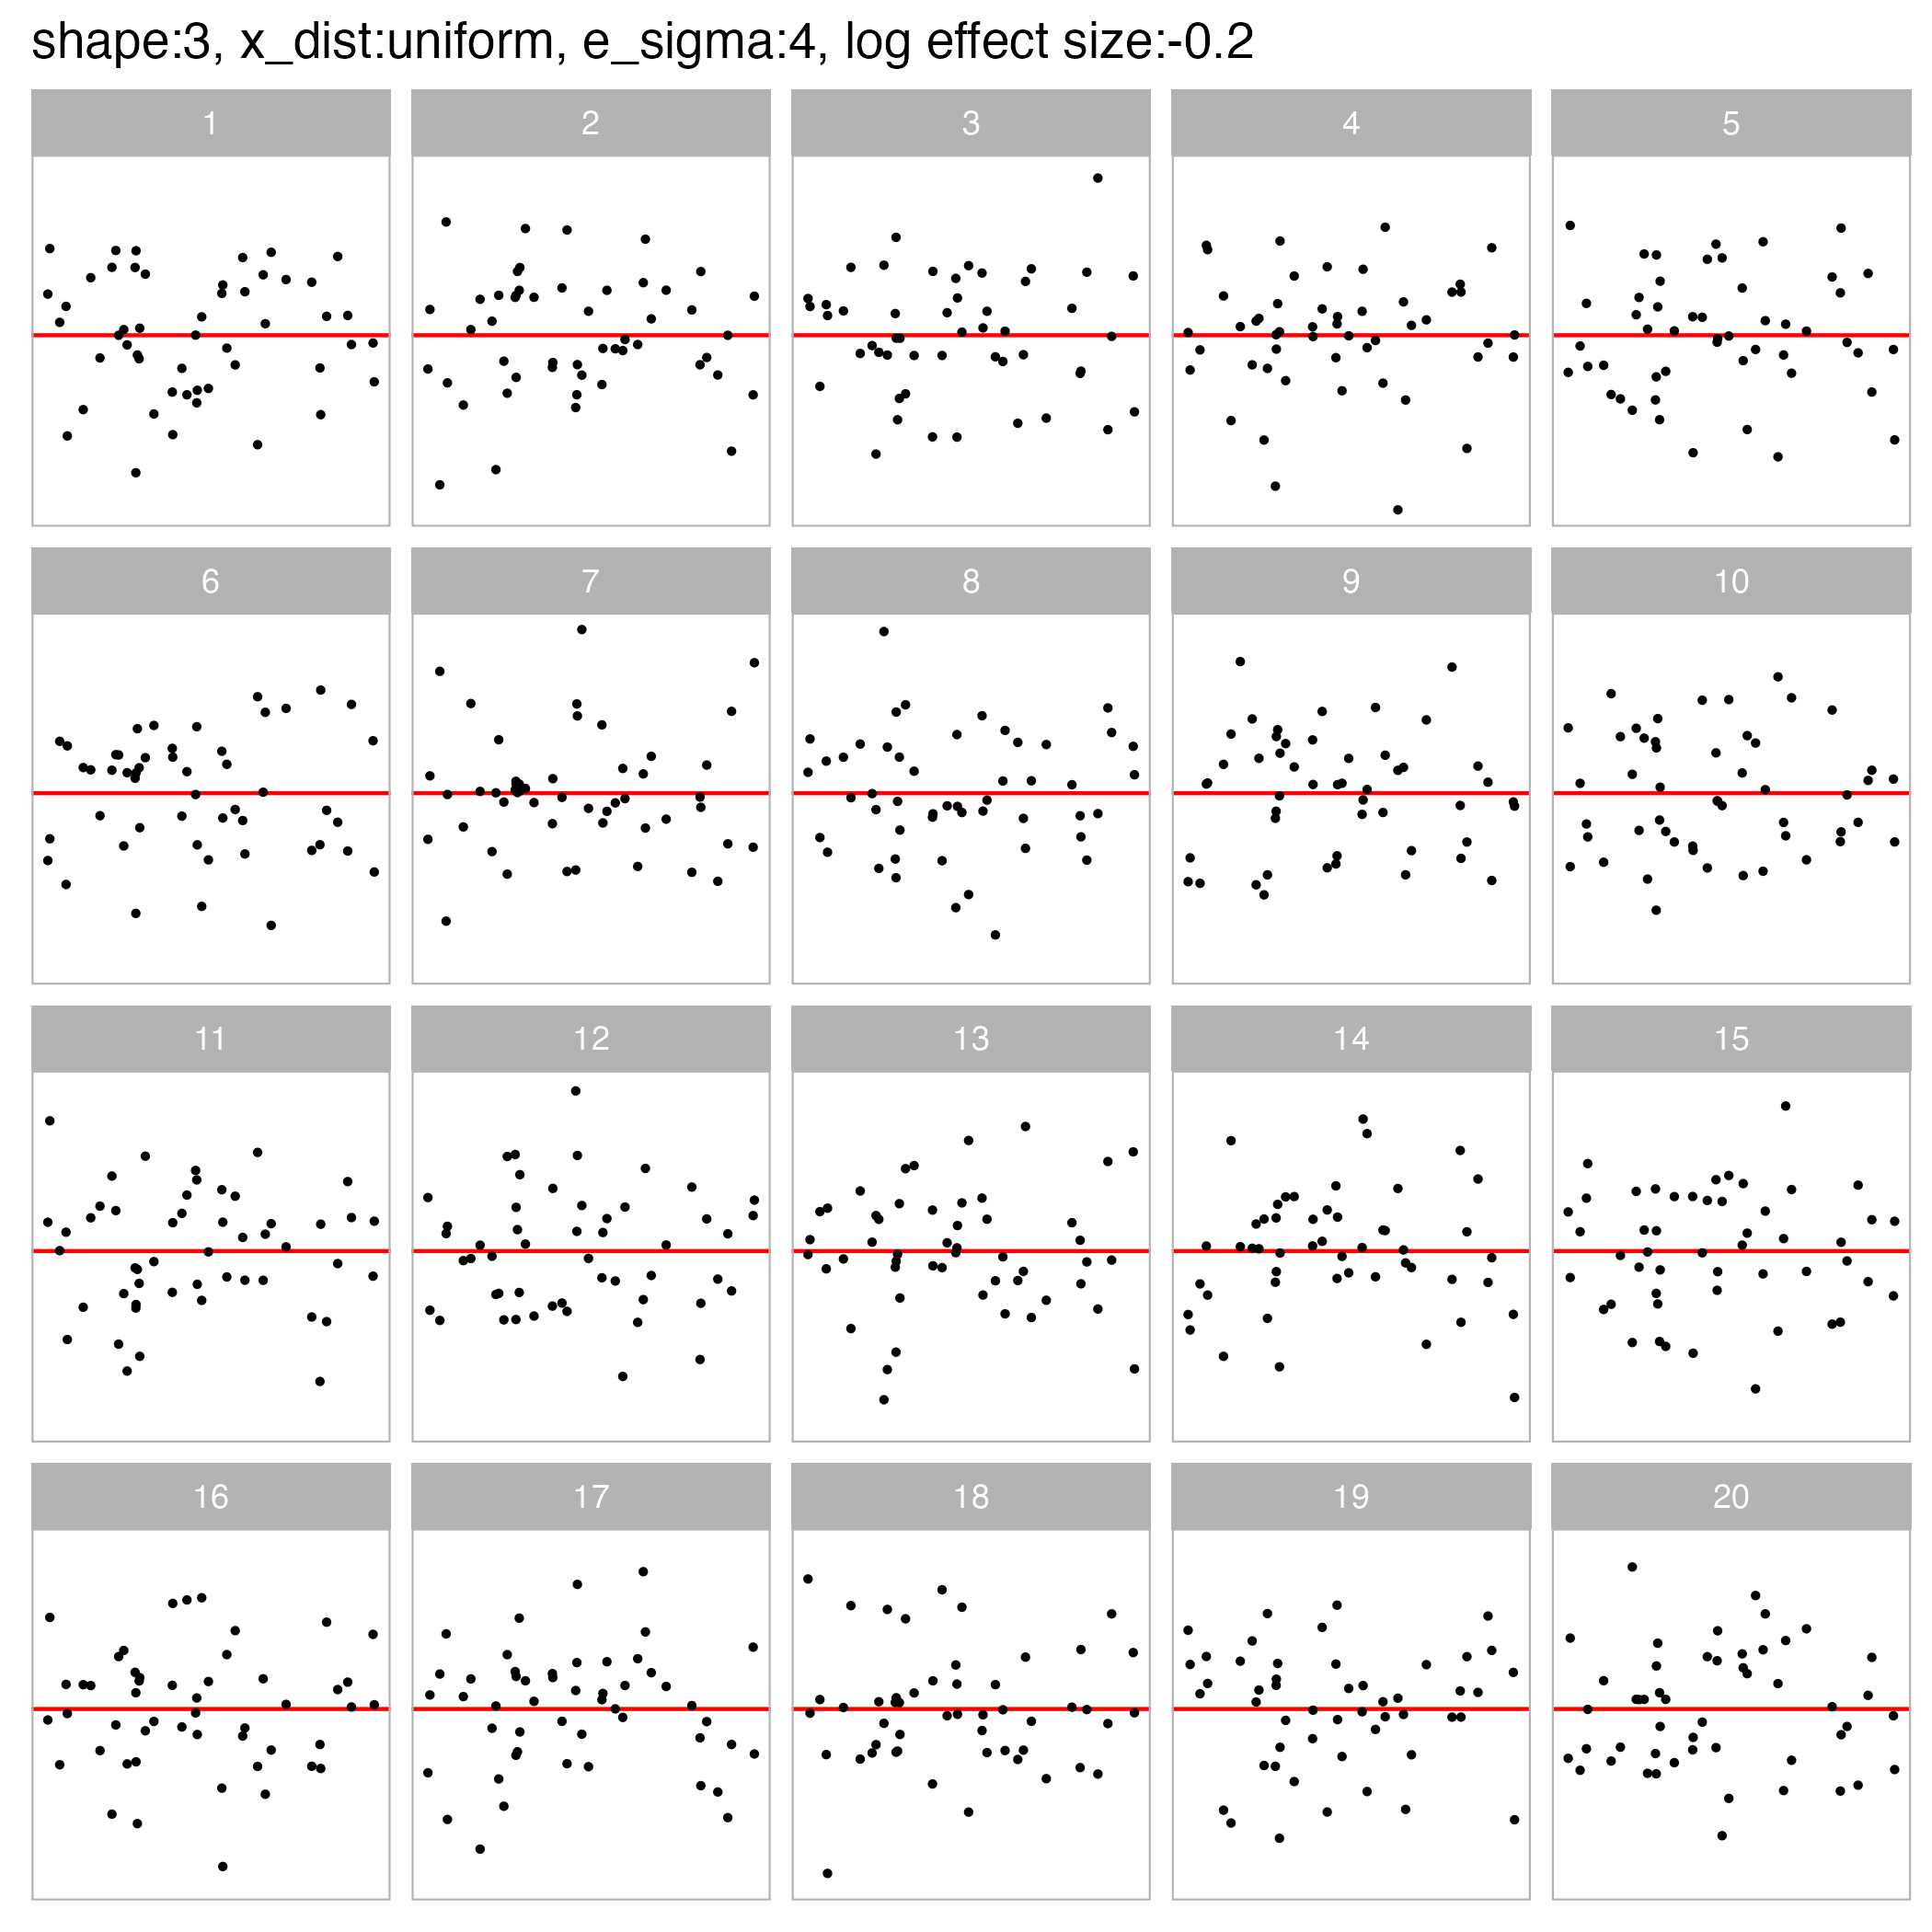 shape:3, x_dist:uniform, e_sigma:4, log effect size:-0.2
1 2 3 4 5
6 7 8 9 10
11 12 13 14 15
16 17 18 19 20